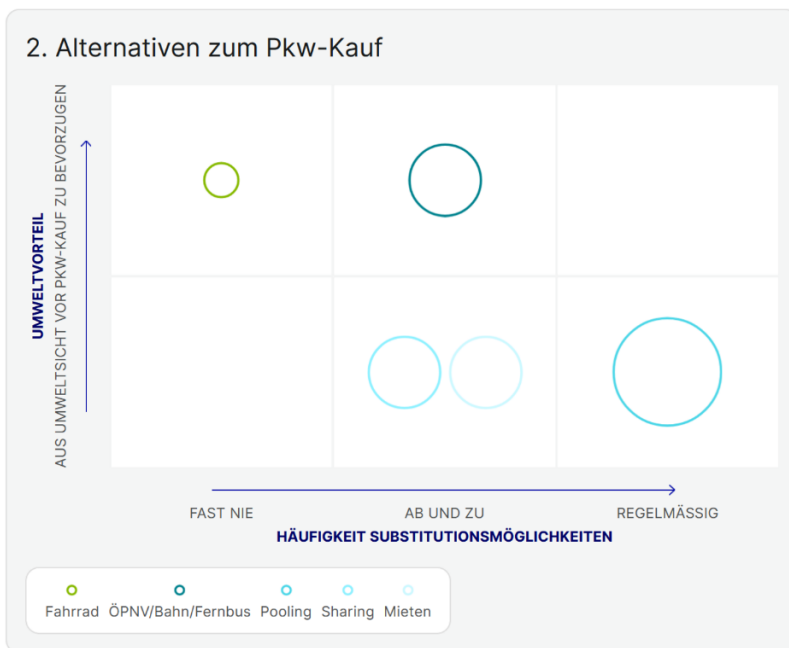 2. Alternativen zum Pkw-Kauf
UMWELTVORTEIL
AUS UMWELTSICHT VOR PKW-KAUF ZU BEVORZUGEN
FAST NIE
AB UND ZU
REGELMÄSSIG
HÄUFIGKEIT SUBSTITUTIONSMÖGLICHKEITEN
Fahrrad ÖPNV/Bahn/Fernbus Pooling Sharing Mieten